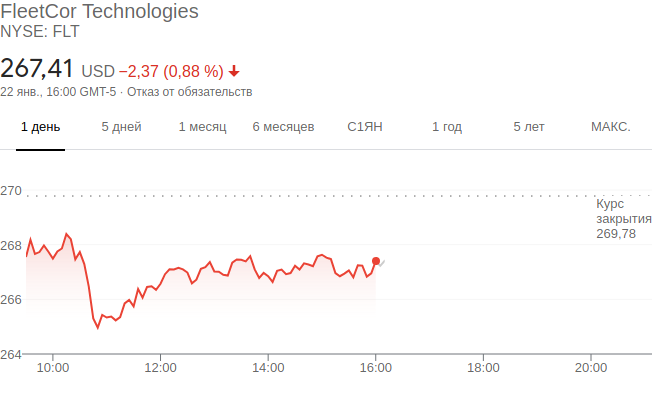 FleetCor Technologies
NYSE: FLT
267,41 USD −2,37 (0,88 %)
22 янв., 16:00 GMT-5 · Отказ от обязательств
1 день 5 дней 1 месяц 6 месяцев С1ЯН 1 год 5 лет МАКС.
270
Курс
закрытия
269,78
268
266
264
10:00 12:00 14:00 16:00 18:00 20:00